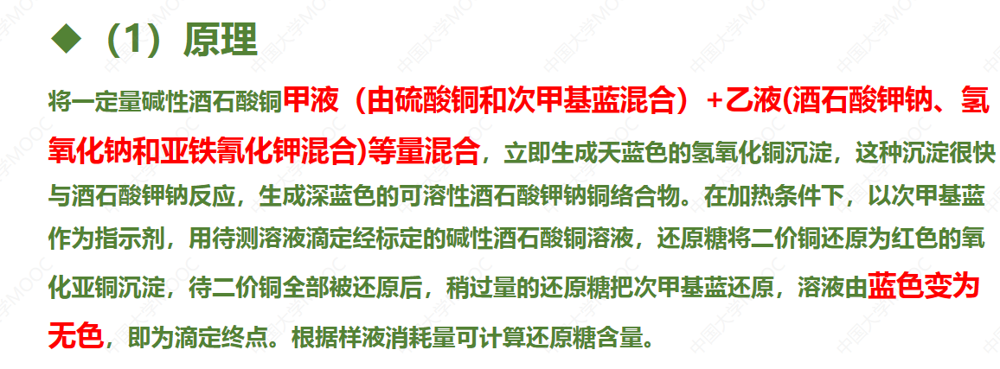 ◆（1）原理
将一定量碱性酒石酸铜甲液（由硫酸铜和次甲基蓝混合）+乙液(酒石酸钾钠、氢
氧化钠和亚铁氰化钾混合)等量混合，立即生成天蓝色的氢氧化铜沉淀，这种沉淀很快
与酒石酸钾钠反应，生成深蓝色的可溶性酒石酸钾钠铜络合物。在加热条件下，以次甲基蓝
作为指示剂，用待测溶液滴定经标定的碱性酒石酸铜溶液，还原糖将二价铜还原为红色的氧
化亚铜沉淀，待二价铜全部被还原后，稍过量的还原糖把次甲基蓝还原，溶液由蓝色变为
无色，即为滴定终点。根据样液消耗量可计算还原糖含量。
中国大学MOOC